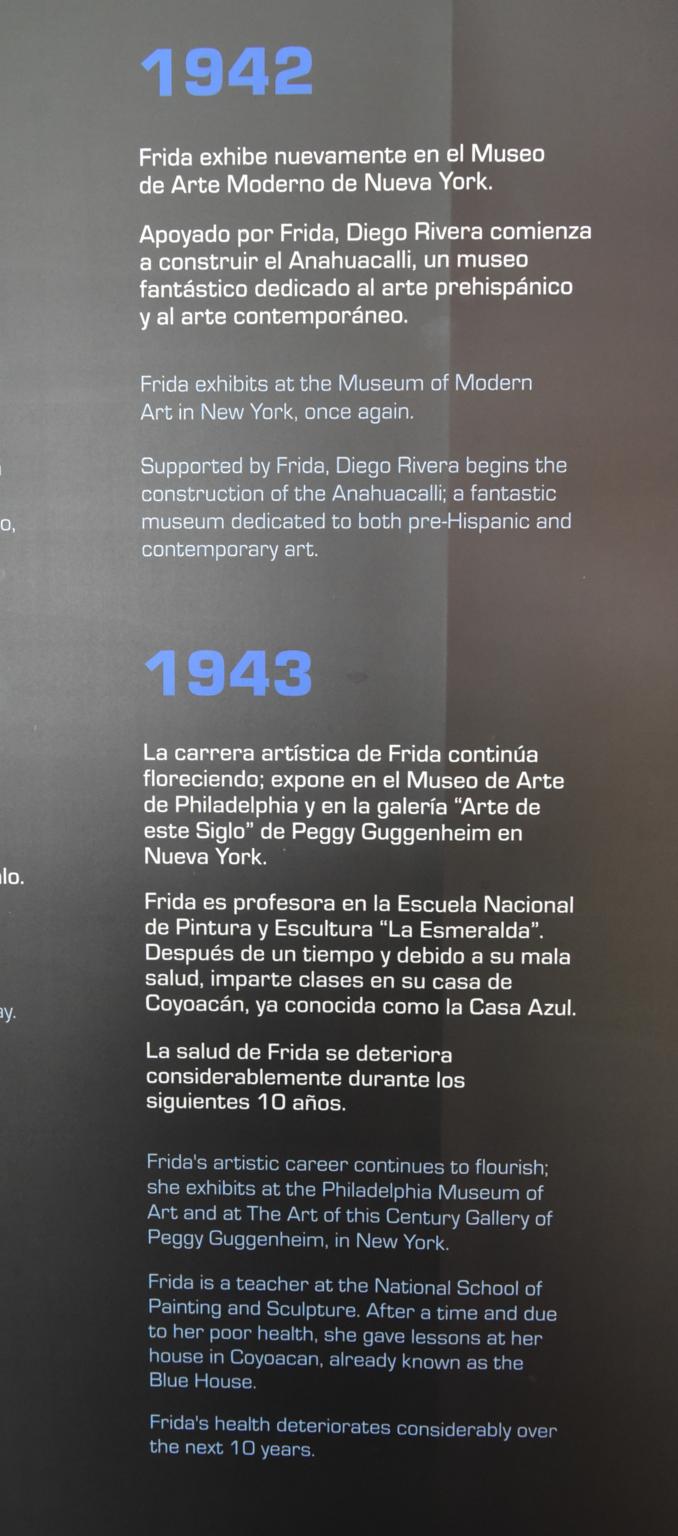 1942
Frida exhibe nuevamente en el Museo
de Arte Moderno de Nueva York.
Apoyado por Frida, Diego Rivera comienza
a construir el Anahuacalli, un museo
fantástico dedicado al arte prehispánico
y al arte contemporáneo.
Frida exhibits at the Museum of Modern
Art in New York, once again.
Supported by Frida, Diego Rivera begins the
construction of the Anahuacalli; a fantastic
museum dedicated to both pre-Hispanic and
contemporary art.
1943
La carrera artística de Frida continúa
floreciendo; expone en el Museo de Arte
de Philadelphia y en la galería “Arte de
este Siglo” de Peggy Guggenheim en
Nueva York.
Frida es profesora en la Escuela Nacional
de Pintura y Escultura “La Esmeralda”.
Después de un tiempo y debido a su mala
salud, imparte clases en su casa de
Coyoacán, ya conocida como la Casa Azul.
La salud de Frida se deteriora
considerablemente durante los
siguientes 10 años.
Frida's artistic career continues to flourish;
she exhibits at the Philadelphia Museum of
Art and at The Art of this Century Gallery of
Peggy Guggenheim, in New York.
Frida is a teacher at the National School of
Painting and Sculpture. After a time and due
to her poor health, she gave lessons at her
house in Coyoacan, already known as the
Blue House.
Frida's health deteriorates considerably over
the next 10 years.